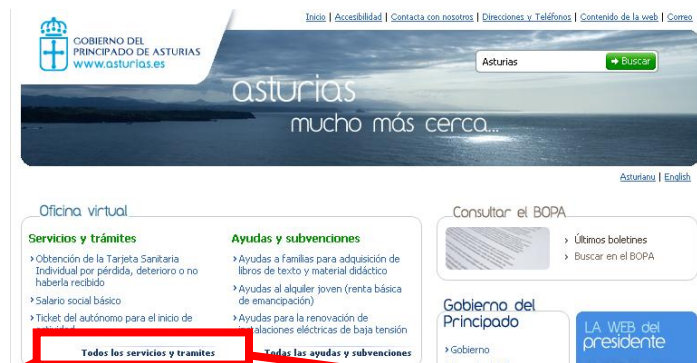 Inicio | Accesibilidad | Contacta con nosotros | Direcciones y Teléfonos | Contenido de la web | Correo
GOBIERNO DEL
PRINCIPADO DE ASTURIAS
www.asturias.es
Asturias
Buscar
asturias
mucho más cerca...
Asturianu | English
Oficina virtual
Servicios y trámites
Obtención de la Tarjeta Sanitaria
Individual por pérdida, deterioro o no
haberla recibido
Salario social básico
Ticket del autónomo para el inicio de
Todos los servicios y tramites
Ayudas y subvenciones
Ayudas a familias para adquisición de
libros de texto y material didáctico
Ayudas al alquiler joven (renta básica
de emancipación)
Ayudas para la renovación de
instalaciones eléctricas de baja tensión
Todas las ayudas y subvenciones
Consultar el BOPA
Últimos boletines
Buscar en el BOPA
Gobierno del
Principado
Gobierno
LA WEB del
presidente